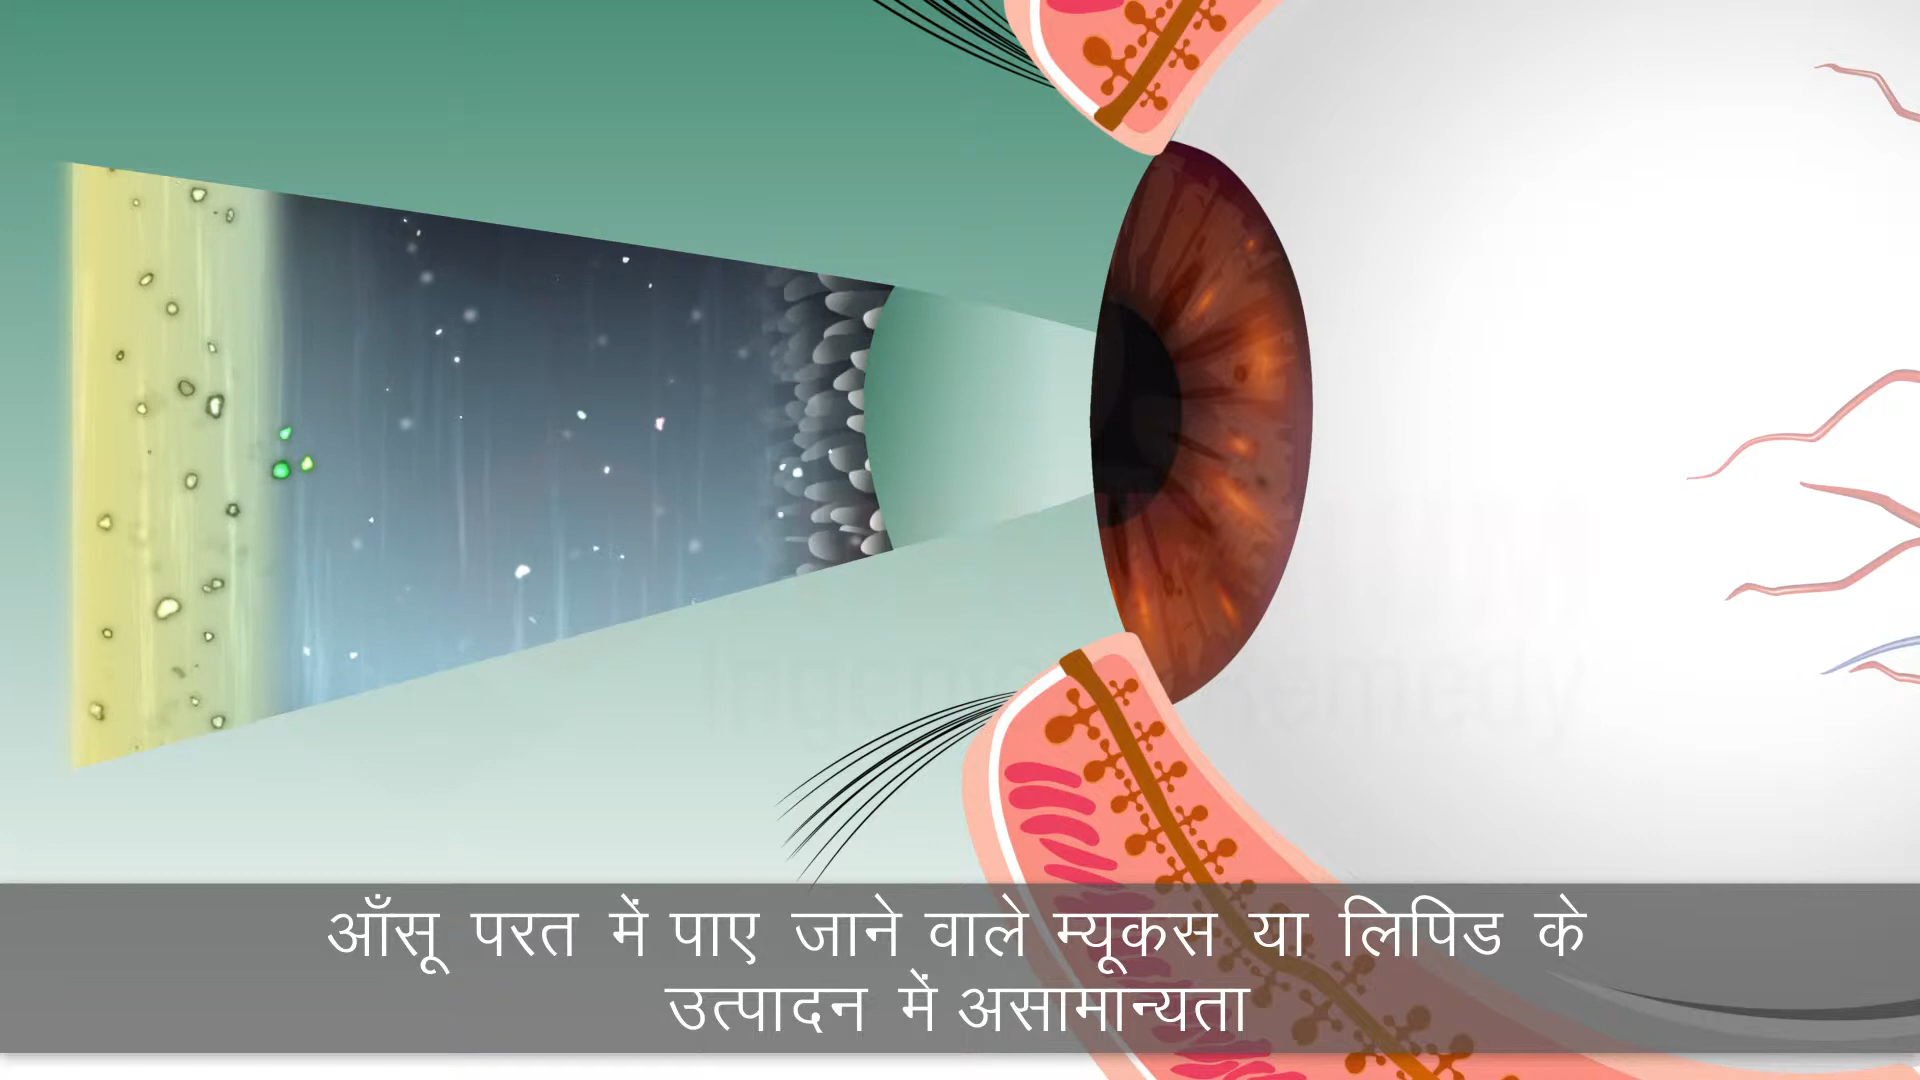 आँसू परत में पाए जाने वाले म्यूकस या लिपिड के
उत्पादन में असामान्यता